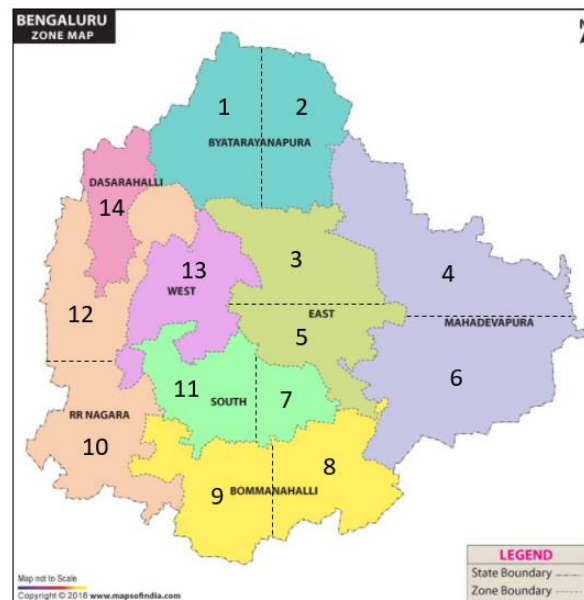 BENGALURU
ZONE MAP
1
2
BYATARAYANAPURA
DASARAHALLI
14
13
3
4
WEST
EAST
12
5
MAHADEVAPURA
11
6
SOUTH
7
RR NAGARA
10
8
9
BOMMANAHALLI
LEGEND
State Boundary
Zone Boundary
Map not to Scale
Copyright © 2018 www.mapsofindia.com